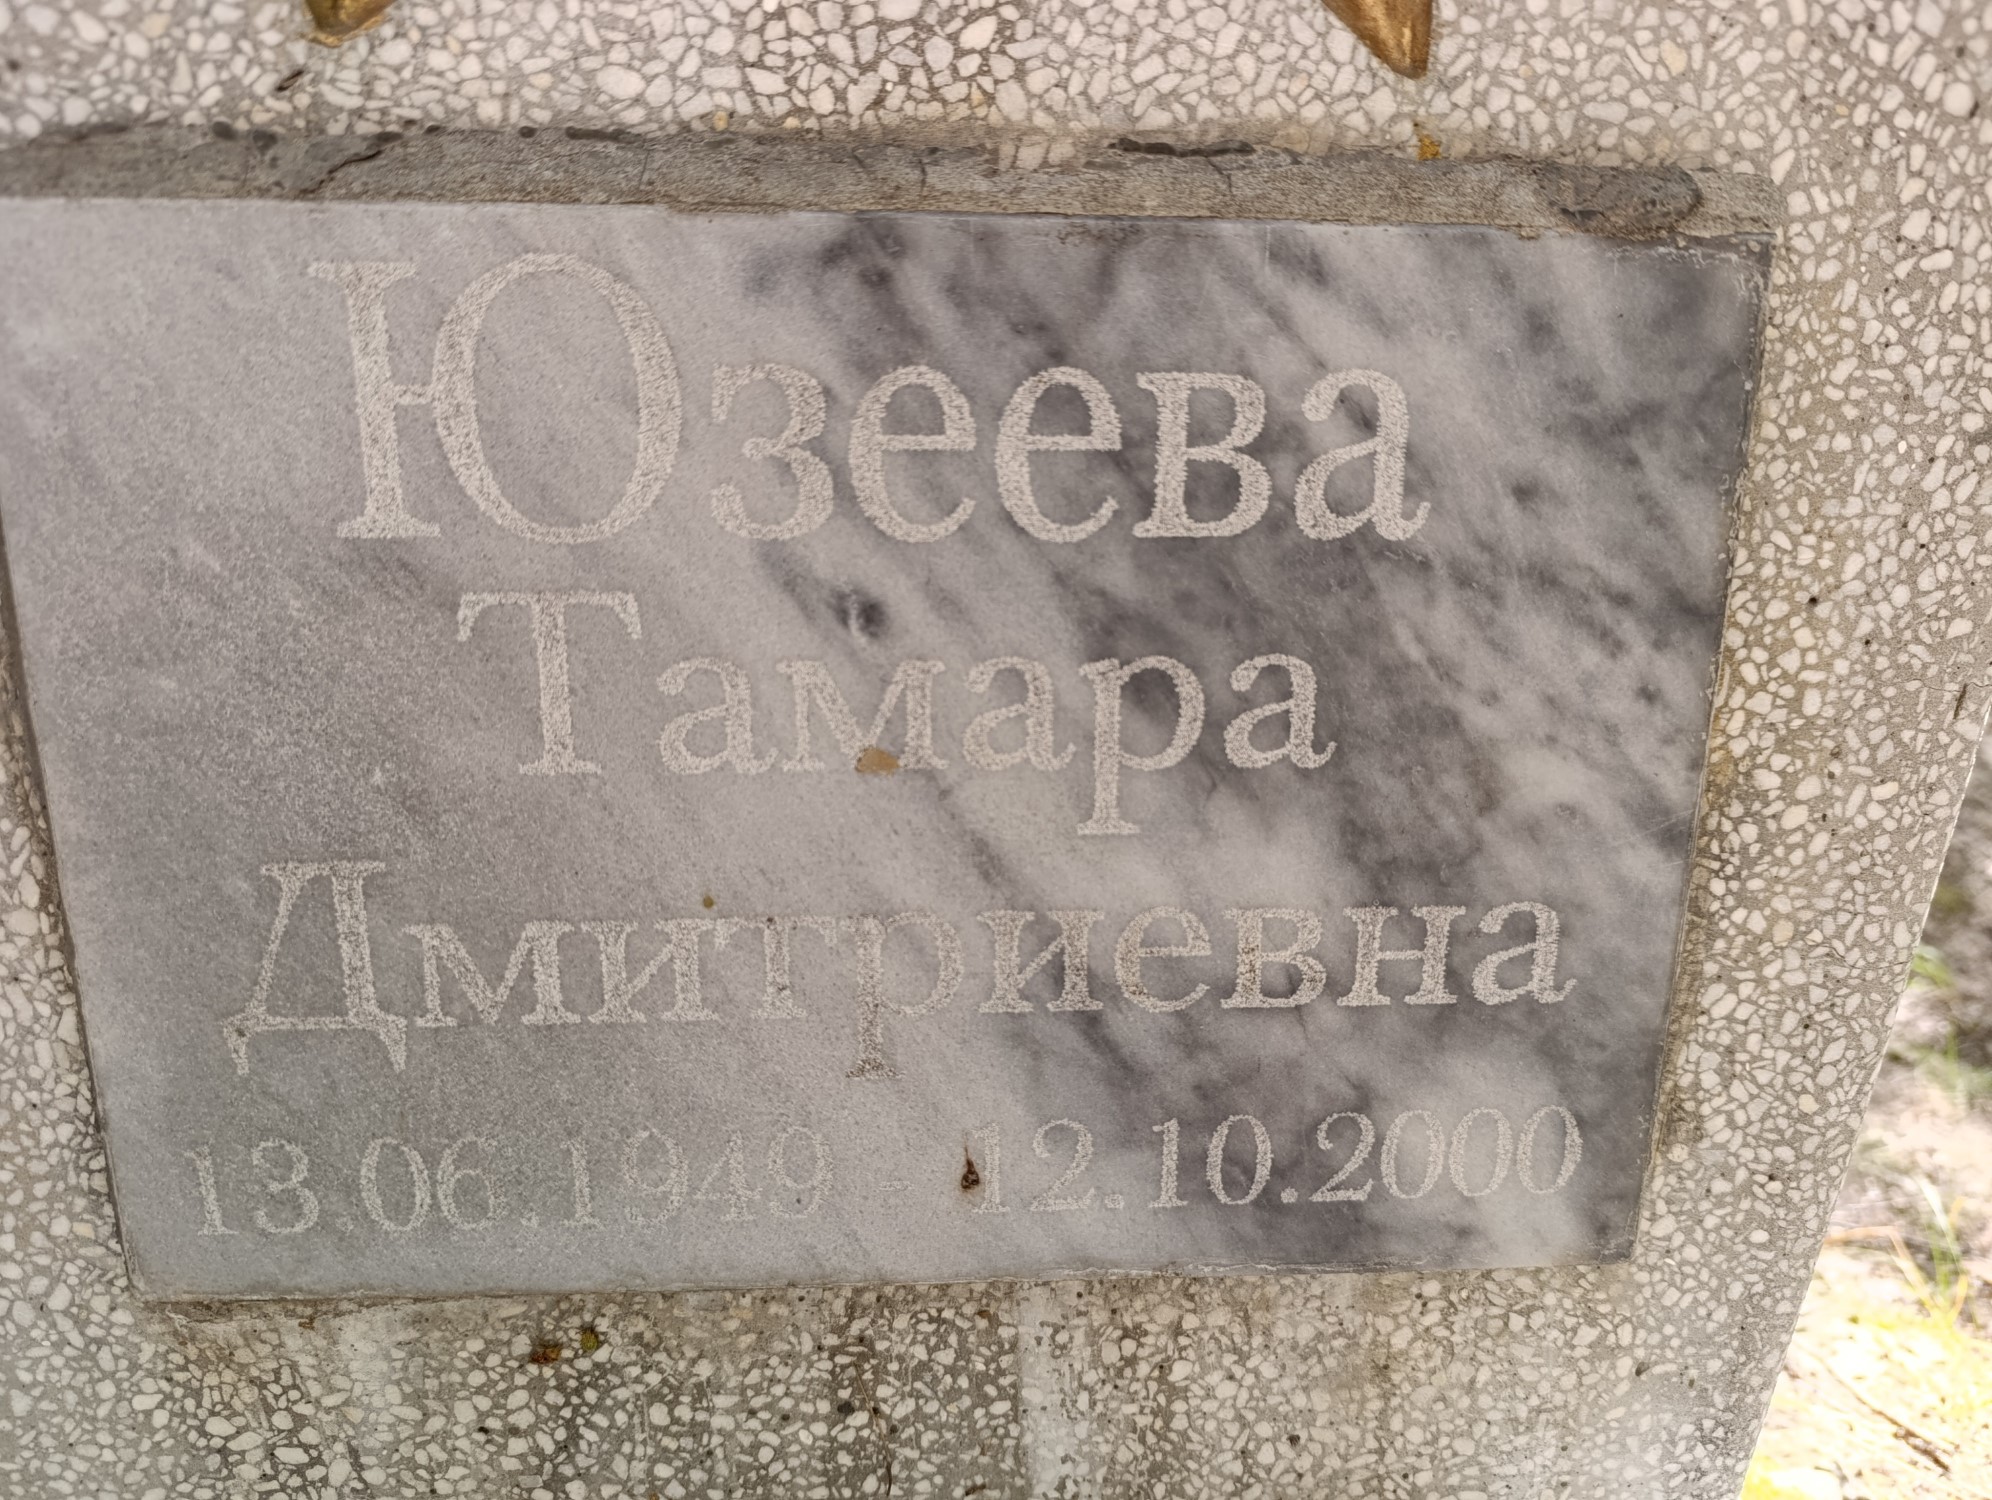 Юзеева
Тамара
Дмитриевна
13.06.1949 - 12.10.2000